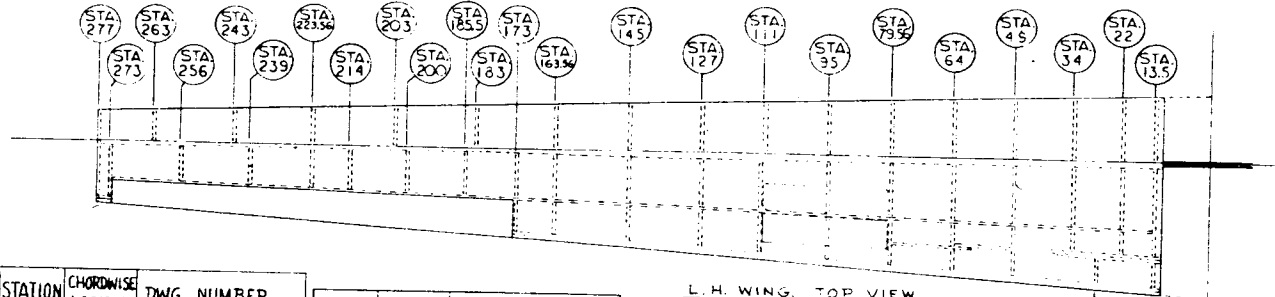 STA. 277
STA. 263
STA. 243
STA. 223.56
STA. 203
STA. 185.5
STA. 173
STA. 145
STA. 111
STA. 79.56
STA. 49
STA. 22
STA. 273
STA. 256
STA. 239
STA. 214
STA. 200
STA. 183
STA. 163.56
STA. 127
STA. 95
STA. 64
STA. 34
STA. 13.5
L.H. WING, TOP VIEW
STATION
CHORDWISE
DWG. NUMBER